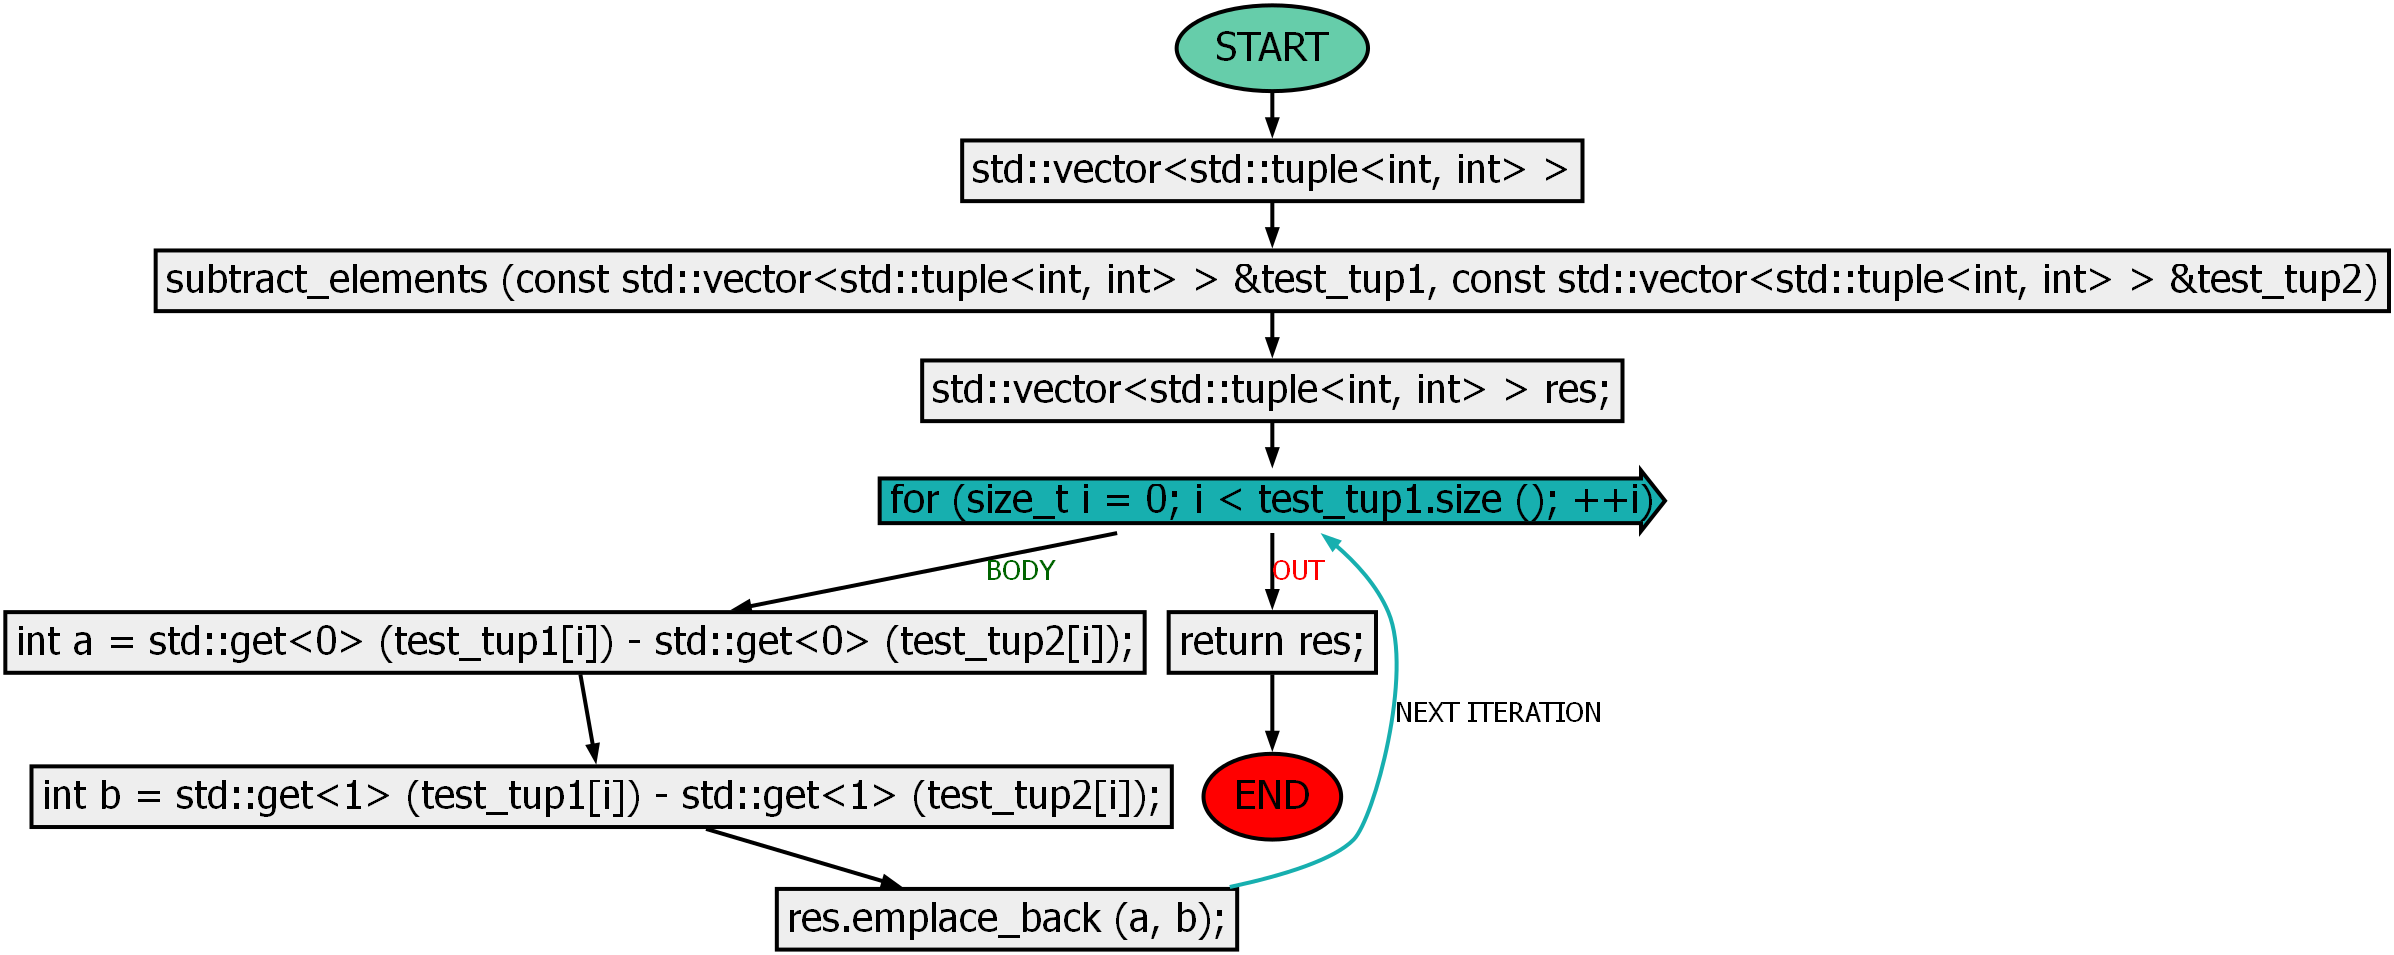 START
std::vector<std::tuple<int, int> >
subtract_elements (const std::vector<std::tuple<int, int> > &test_tup1, const std::vector<std::tuple<int, int> > &test_tup2)
std::vector<std::tuple<int, int> > res;
for (size_t i = 0; i < test_tup1.size (); ++i)
BODY
OUT
int a = std::get<0> (test_tup1[i]) - std::get<0> (test_tup2[i]);
return res;
NEXT ITERATION
int b = std::get<1> (test_tup1[i]) - std::get<1> (test_tup2[i]);
END
res.emplace_back (a, b);